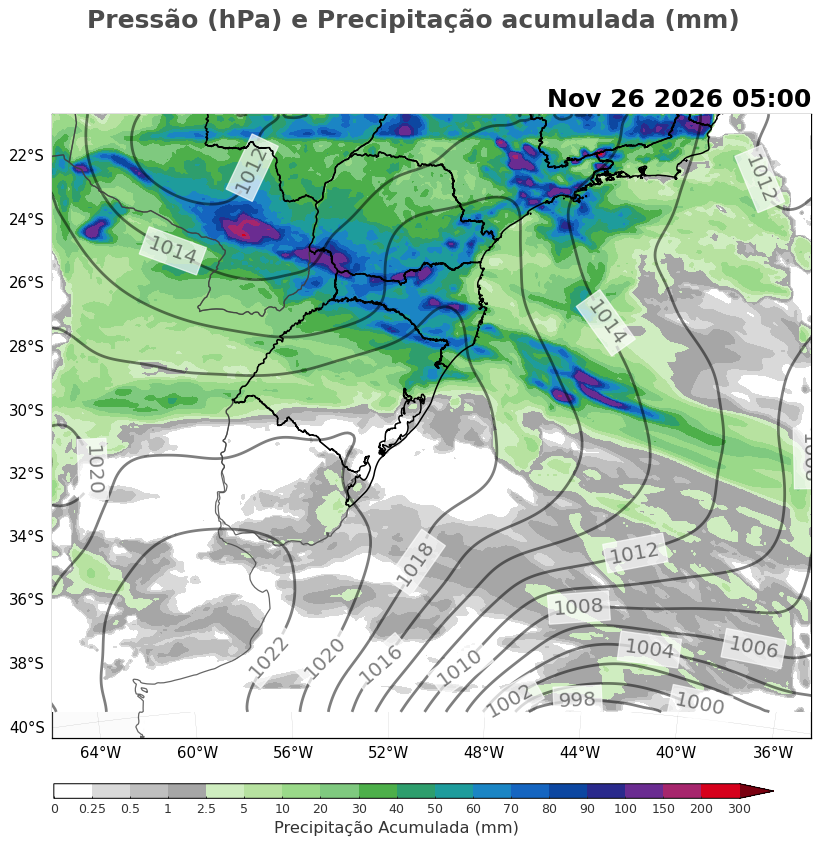 Pressão (hPa) e Precipitação acumulada (mm)
Nov 26 2026 05:00
22°S
24°S
26°S
28°S
30°S
32°S
34°S
36°S
38°S
40°S
1012
1012
1014
1014
1020
1018
1012
1008
1022
1020
1016
1010
1004
1006
1002
998
1000
64°W 60°W 56°W 52°W 48°W 44°W 40°W 36°W
0 0.25 0.5 1 2.5 5 10 20 30 40 50 60 70 80 90 100 150 200 300
Precipitação Acumulada (mm)